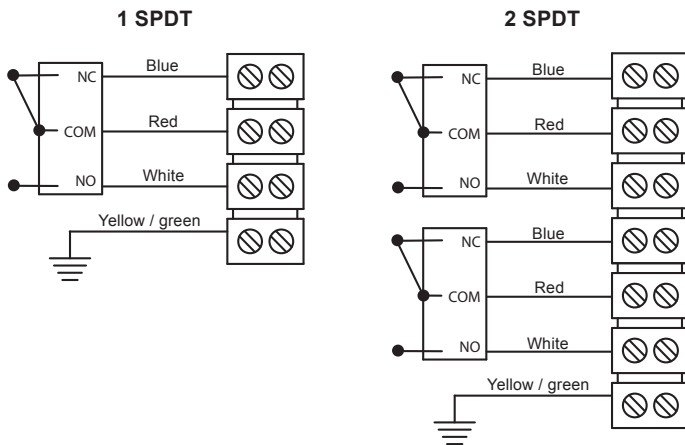 1 SPDT
NC
Blue
COM
Red
NO
White
Yellow / green
2 SPDT
NC
Blue
COM
Red
NO
White
NC
Blue
COM
Red
NO
White
Yellow / green